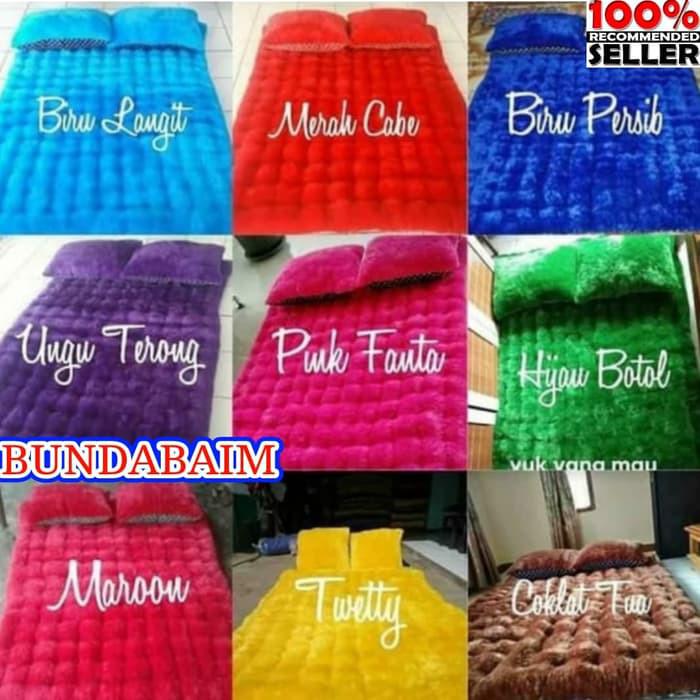 100%
RECOMMENDED
SELLER
Biru Langit
Merah Cabe
Biru Persib
Ungu Terong
Pink Fanta
Hijau Botol
yuk yang mau
BUNDABAIM
Maroon
Twetty
Coklat Tua